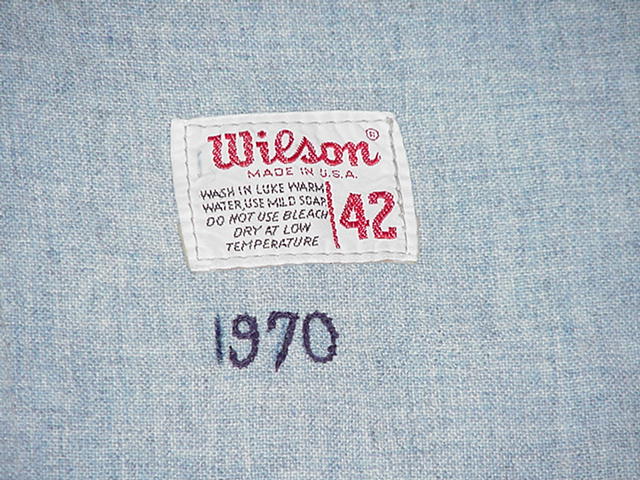 Wilson®
MADE IN U.S.A.
WASH IN LUKE WARM
WATER, USE MILD SOAP
DO NOT USE BLEACH
DRY AT LOW
TEMPERATURE
42
1970